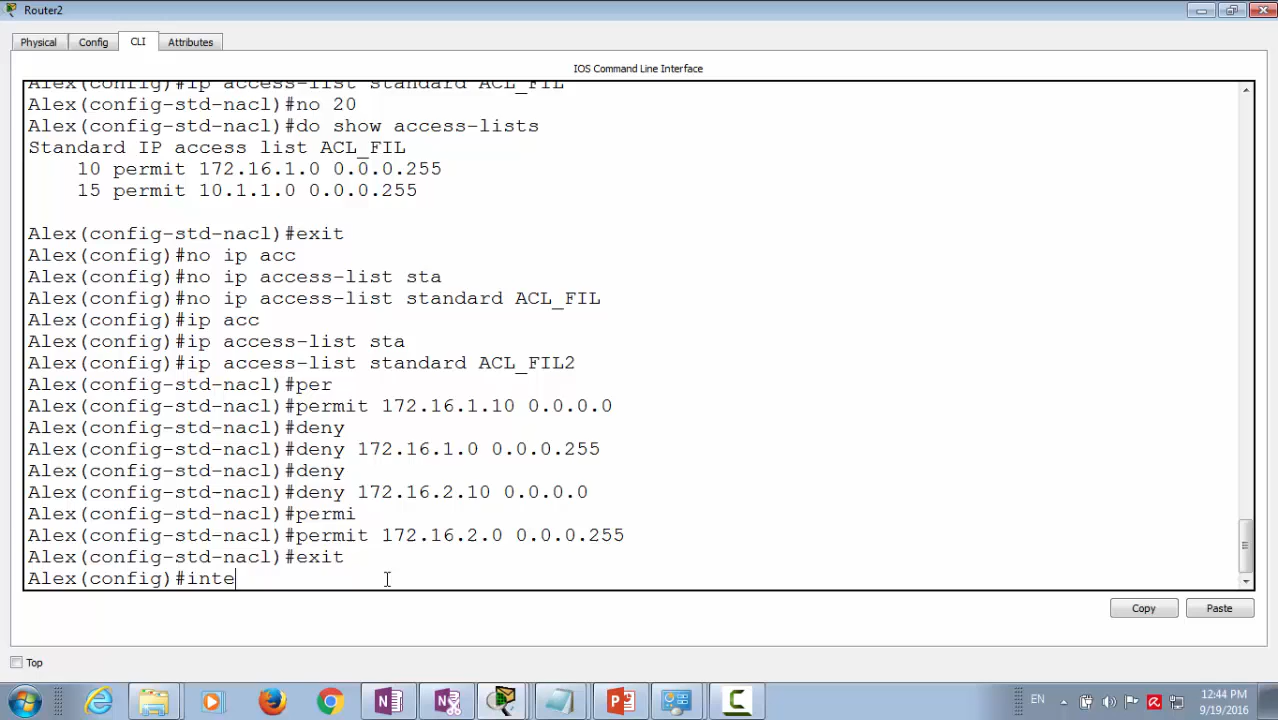 Router2
Physical Config CLI Attributes
IOS Command Line Interface
Alex(config)#ip access-list standard ACL_FIL
Alex(config-std-nacl)#no 20
Alex(config-std-nacl)#do show access-lists
Standard IP access list ACL_FIL
10 permit 172.16.1.0 0.0.0.255
15 permit 10.1.1.0 0.0.0.255
Alex(config-std-nacl)#exit
Alex(config)#no ip acc
Alex(config)#no ip access-list sta
Alex(config)#no ip access-list standard ACL_FIL
Alex(config)#ip acc
Alex(config)#ip access-list sta
Alex(config)#ip access-list standard ACL_FIL2
Alex(config-std-nacl)#per
Alex(config-std-nacl)#permit 172.16.1.10 0.0.0.0
Alex(config-std-nacl)#deny
Alex(config-std-nacl)#deny 172.16.1.0 0.0.0.255
Alex(config-std-nacl)#deny
Alex(config-std-nacl)#deny 172.16.2.10 0.0.0.0
Alex(config-std-nacl)#permi
Alex(config-std-nacl)#permit 172.16.2.0 0.0.0.255
Alex(config-std-nacl)#exit
Alex(config)#inte
Copy Paste
Top
EN 12:44 PM
9/19/2016